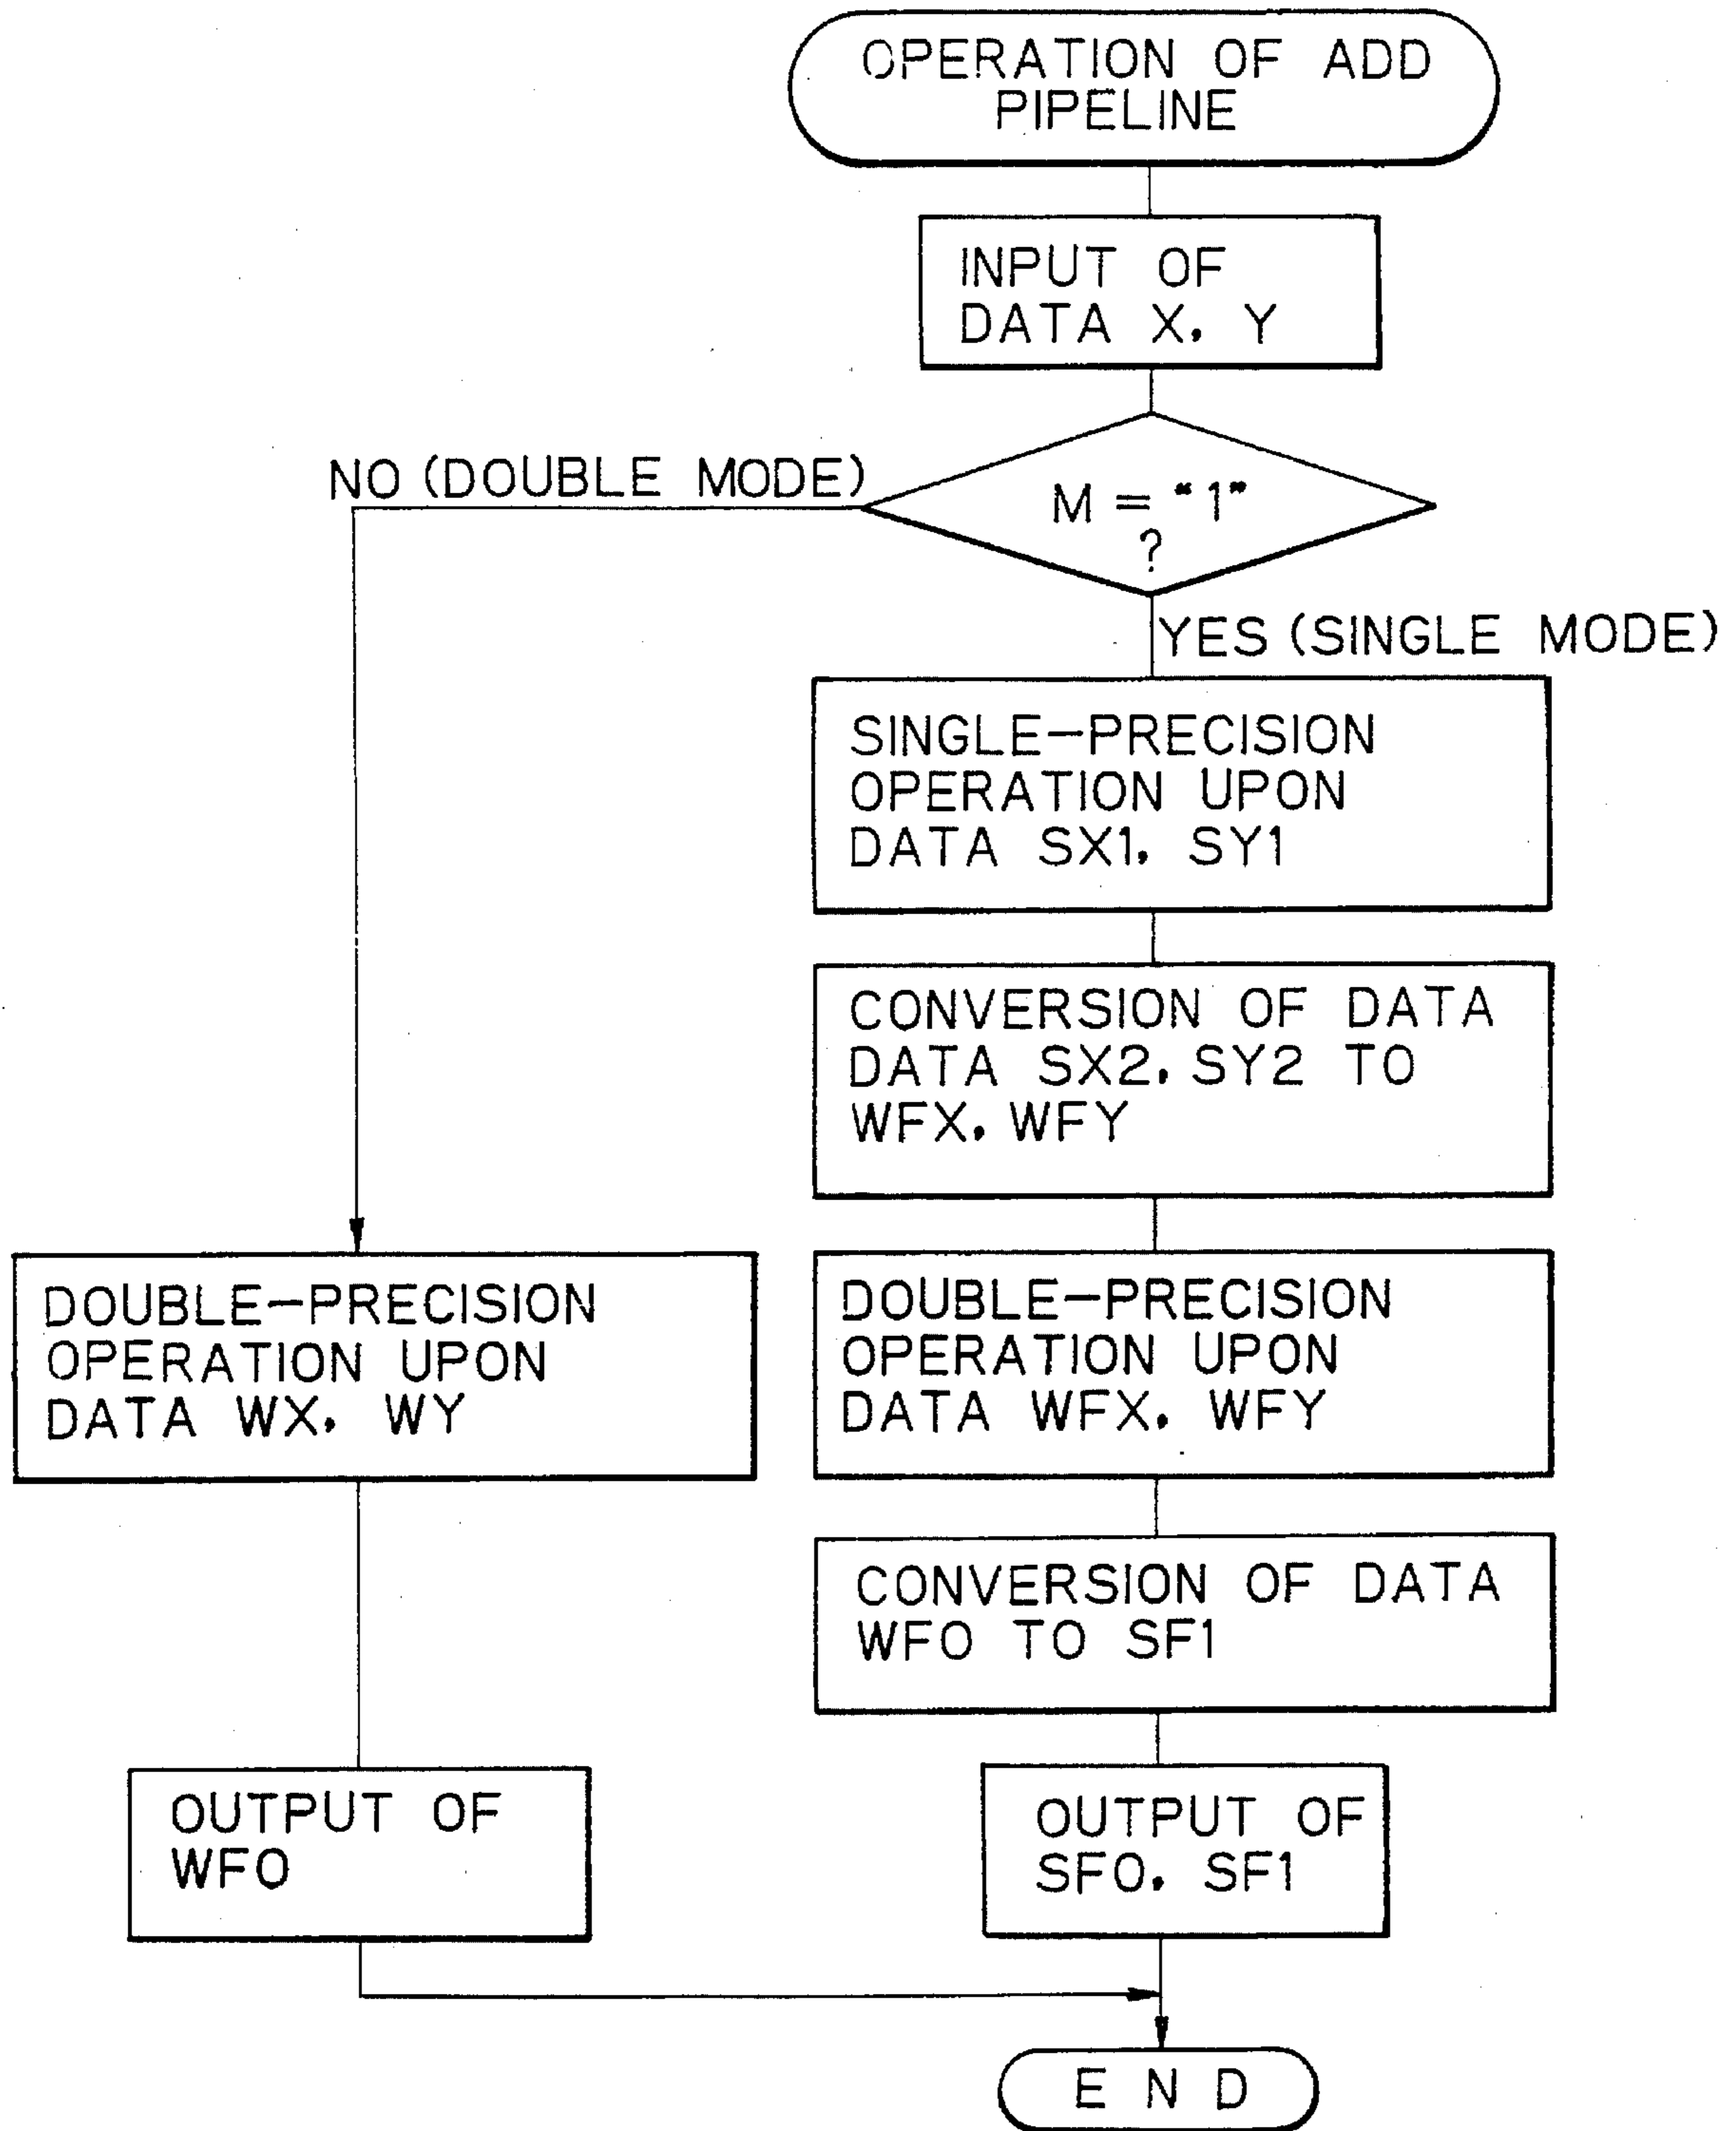 OPERATION OF ADD
PIPELINE
INPUT OF
DATA X, Y
NO (DOUBLE MODE)
M = “1”
?
YES (SINGLE MODE)
SINGLE-PRECISION
OPERATION UPON
DATA SX1, SY1
CONVERSION OF DATA
DATA SX2, SY2 TO
WFX, WFY
DOUBLE-PRECISION
OPERATION UPON
DATA WX, WY
DOUBLE-PRECISION
OPERATION UPON
DATA WFX, WFY
CONVERSION OF DATA
WFO TO SF1
OUTPUT OF
WFO
OUTPUT OF
SFO, SF1
END